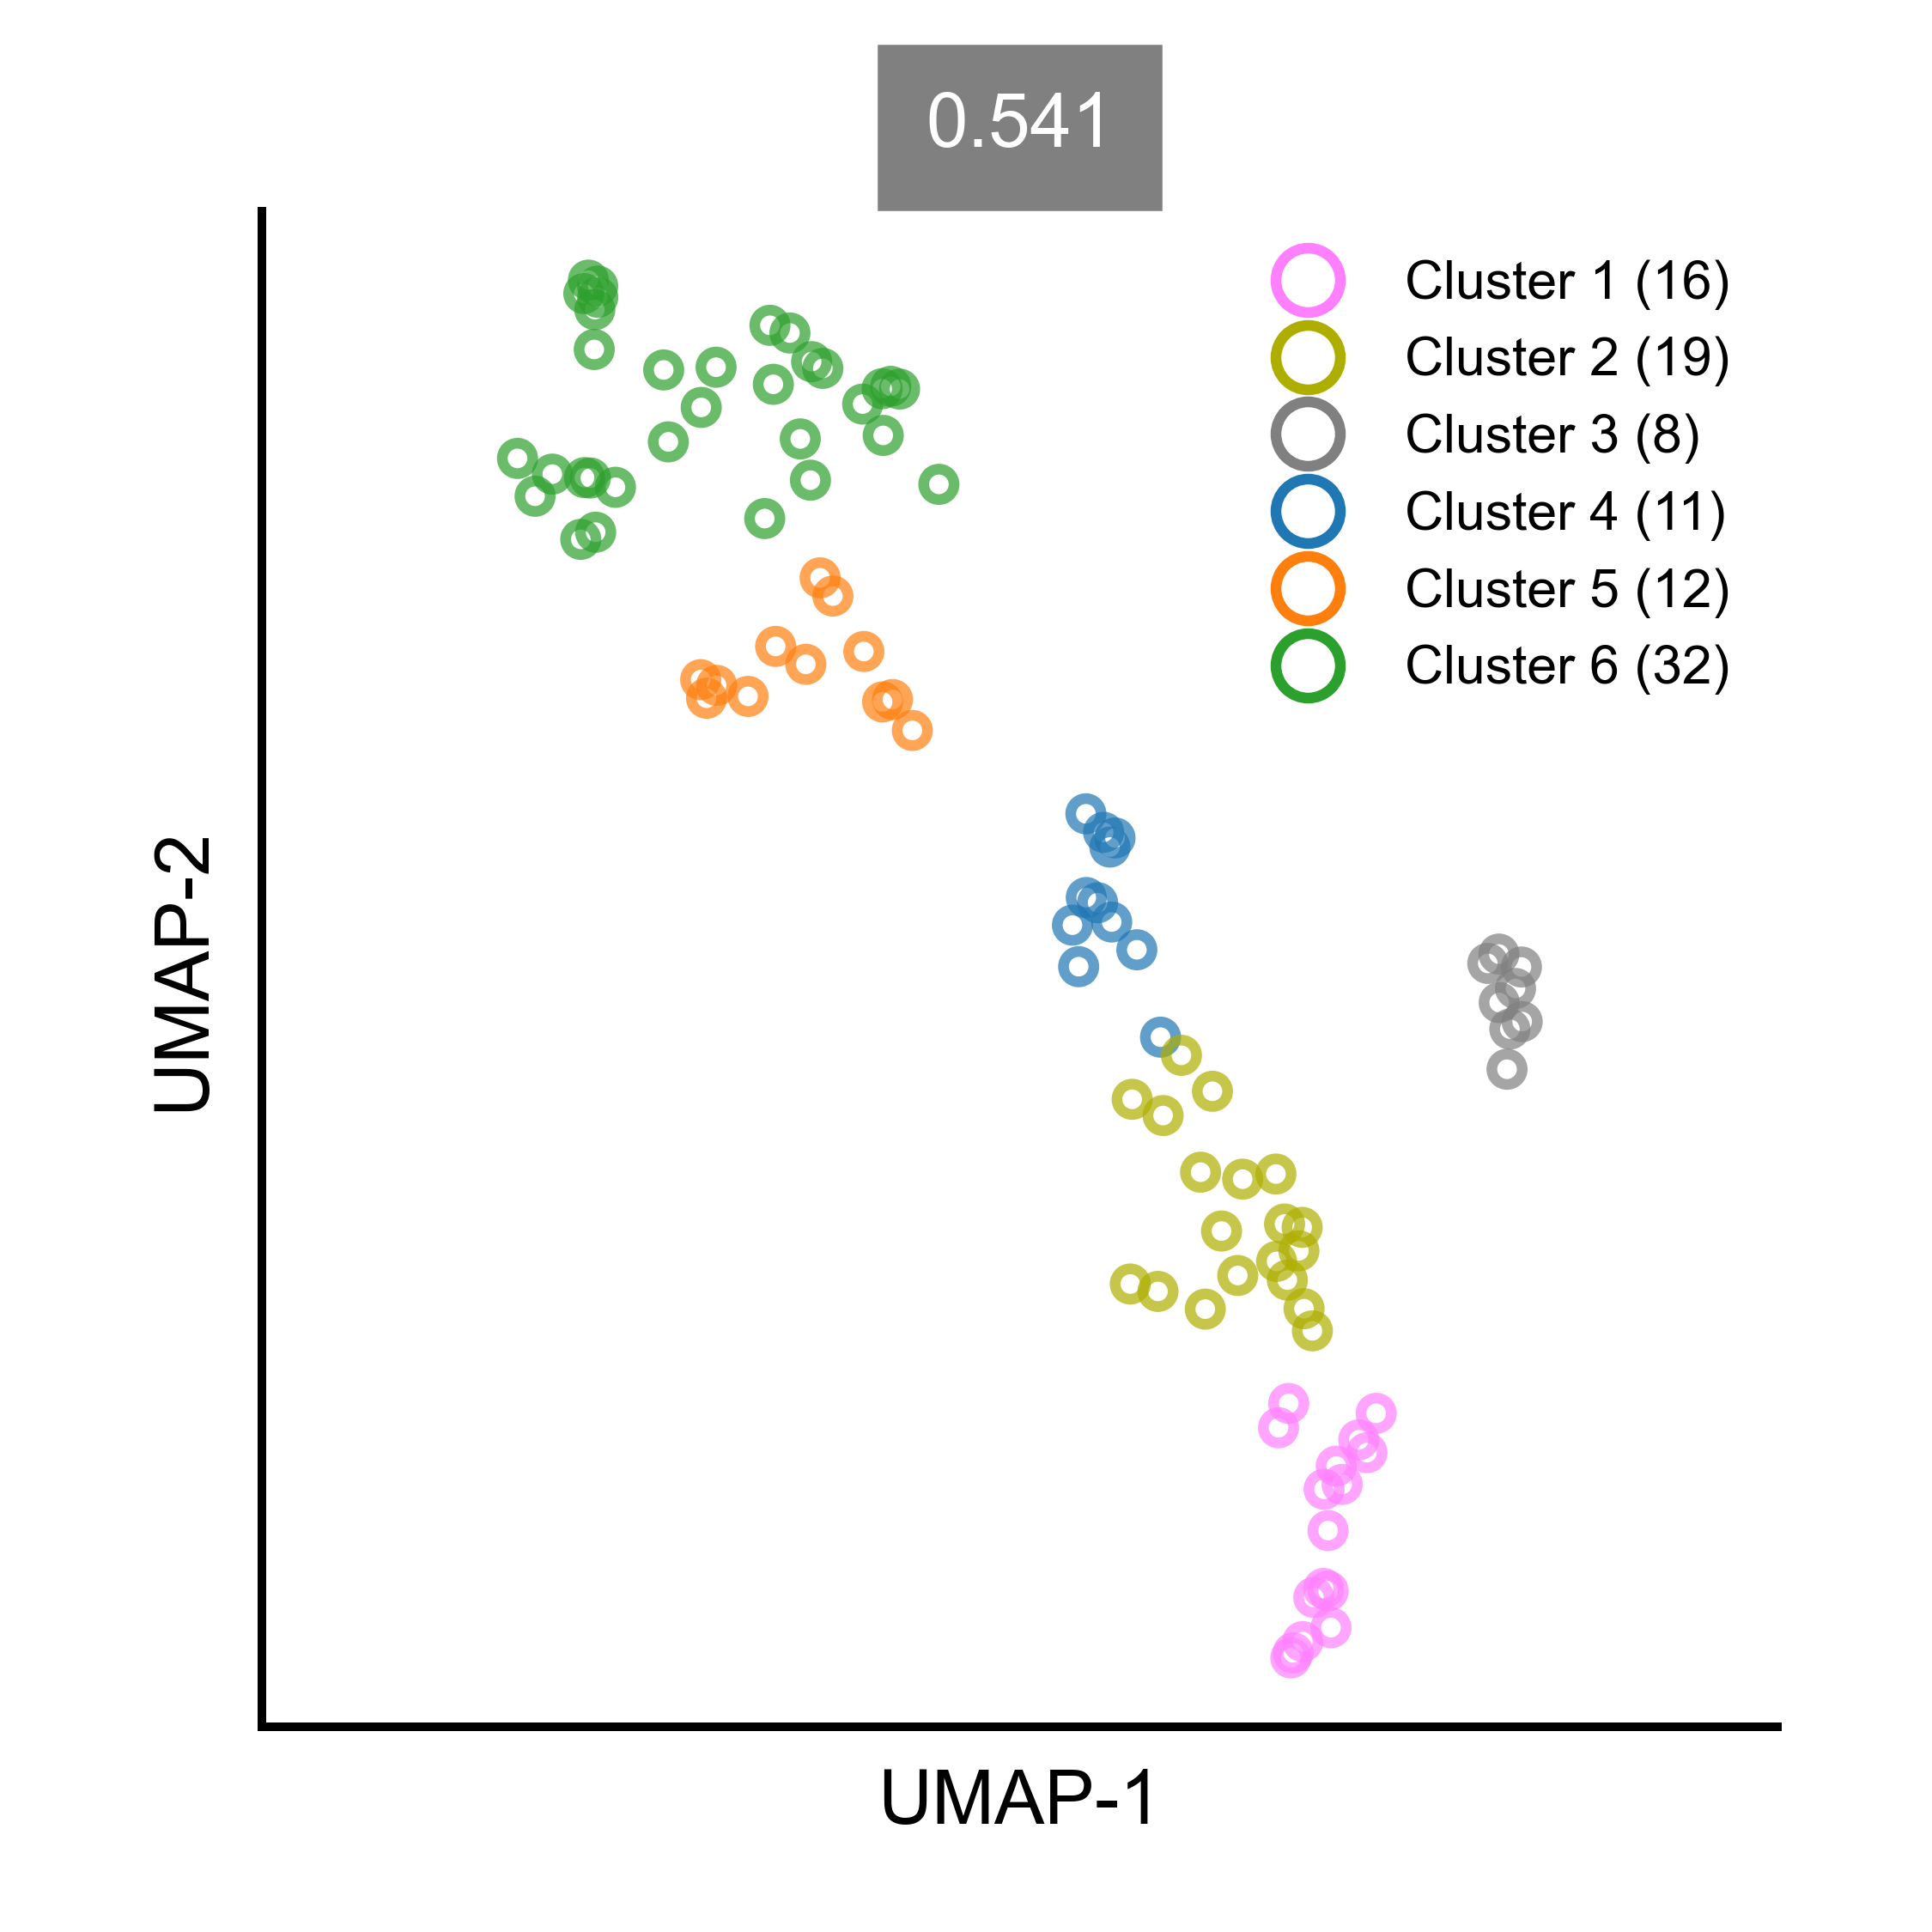 0.541
Cluster 1 (16)
Cluster 2 (19)
Cluster 3 (8)
Cluster 4 (11)
Cluster 5 (12)
Cluster 6 (32)
UMAP-2
UMAP-1